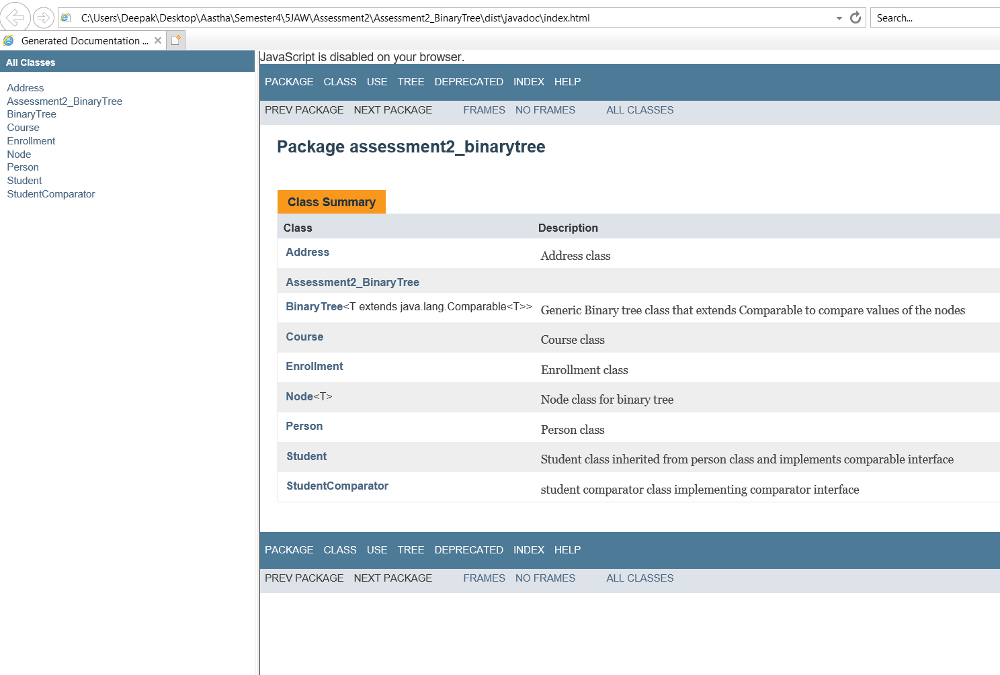 C:\Users\Deepak\Desktop\Aastha\Semester4\5JAW\Assessment2\Assessment2_BinaryTree\dist\javadoc\index.html
Search...
Generated Documentation ...
All Classes
Address
Assessment2_BinaryTree
BinaryTree
Course
Enrollment
Node
Person
Student
StudentComparator
JavaScript is disabled on your browser.
PACKAGE CLASS USE TREE DEPRECATED INDEX HELP
PREV PACKAGE NEXT PACKAGE FRAMES NO FRAMES ALL CLASSES
Package assessment2_binarytree
Class Summary
Class Description
Address Address class
Assessment2_BinaryTree
BinaryTree<T extends java.lang.Comparable<T>> Generic Binary tree class that extends Comparable to compare values of the nodes
Course Course class
Enrollment Enrollment class
Node<T> Node class for binary tree
Person Person class
Student Student class inherited from person class and implements comparable interface
StudentComparator student comparator class implementing comparator interface
PACKAGE CLASS USE TREE DEPRECATED INDEX HELP
PREV PACKAGE NEXT PACKAGE FRAMES NO FRAMES ALL CLASSES